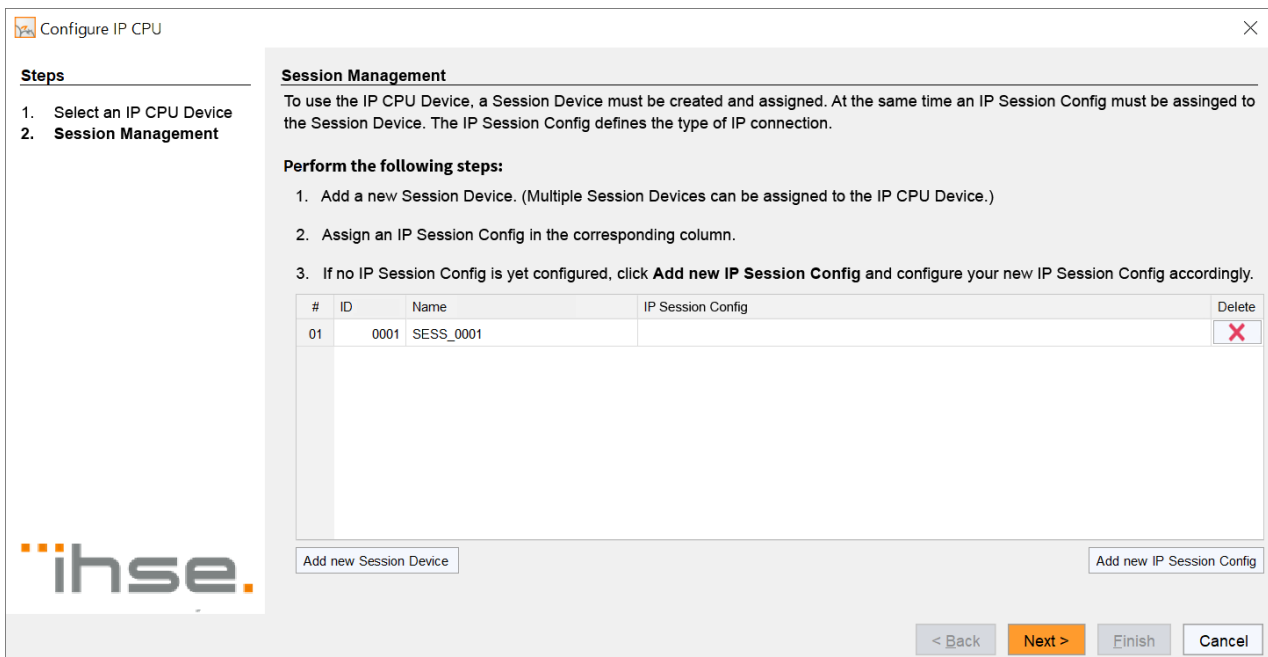 Configure IP CPU
Steps
1. Select an IP CPU Device
2. Session Management
Session Management
To use the IP CPU Device, a Session Device must be created and assigned. At the same time an IP Session Config must be assinged to
the Session Device. The IP Session Config defines the type of IP connection.
Perform the following steps:
1. Add a new Session Device. (Multiple Session Devices can be assigned to the IP CPU Device.)
2. Assign an IP Session Config in the corresponding column.
3. If no IP Session Config is yet configured, click Add new IP Session Config and configure your new IP Session Config accordingly.
# ID Name IP Session Config Delete
01 0001 SESS_0001
Add new Session Device Add new IP Session Config
ihse.
< Back Next > Finish Cancel